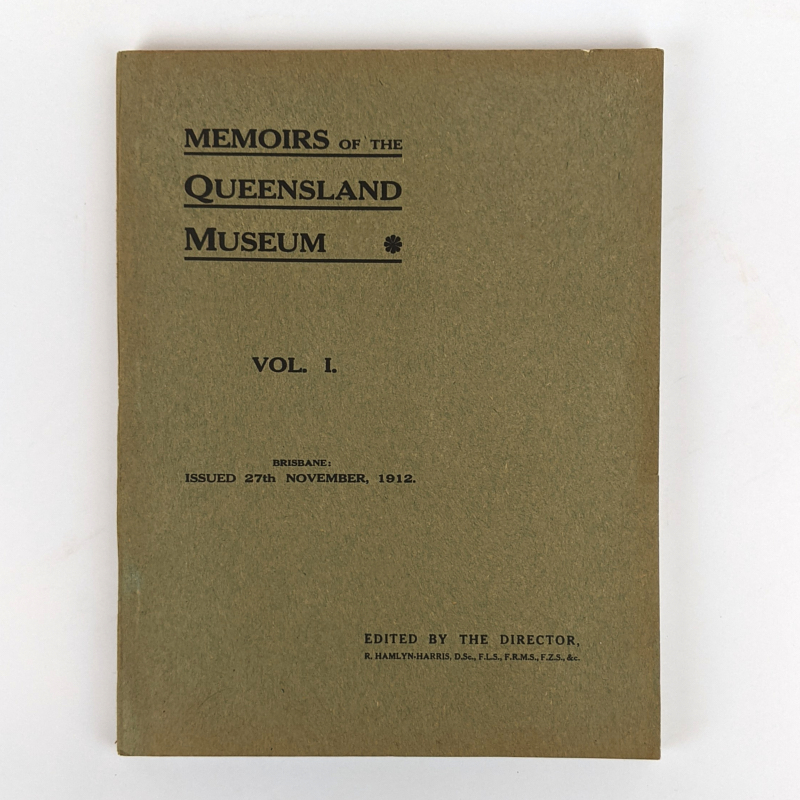 MEMOIRS OF THE
QUEENSLAND
MUSEUM
VOL. I.
BRISBANE:
ISSUED 27th NOVEMBER, 1912.
EDITED BY THE DIRECTOR,
R. HAMLYN-HARRIS, D.Sc., F.L.S., F.R.M.S., F.Z.S., &c.